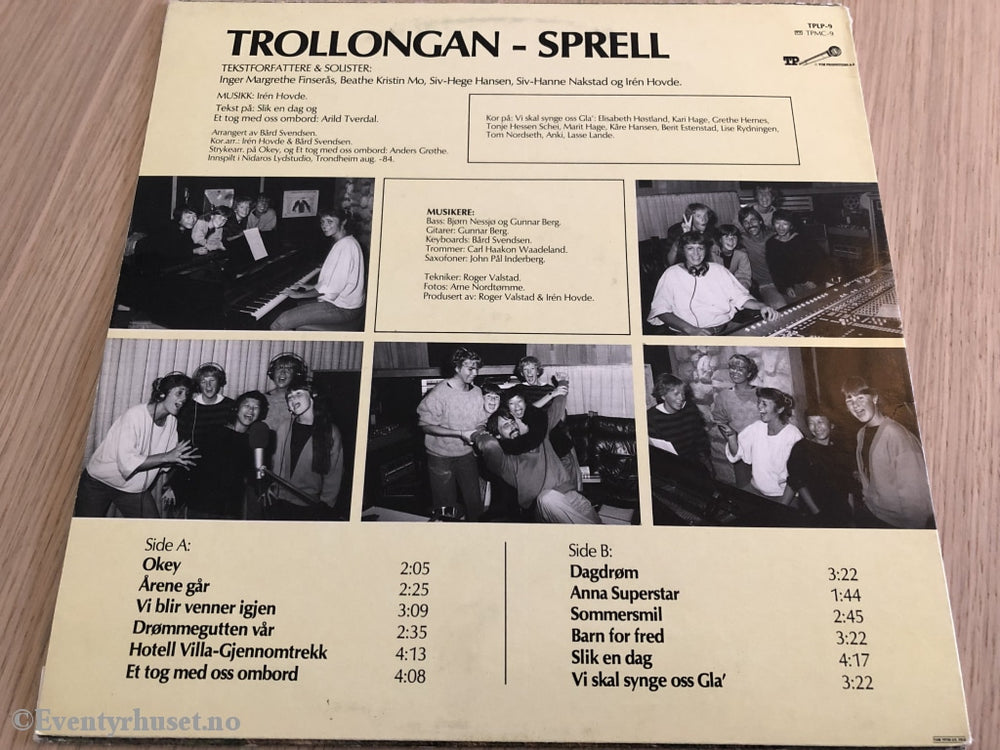 TPLP-9
TPMC-9
TP
TROLLONGAN - SPRELL
TEKSTFORFATTERE & SOLISTER:
Inger Margrethe Finserås, Beathe Kristin Mo, Siv-Hege Hansen, Siv-Hanne Nakstad og Irén Hovde.
MUSIKK: Irén Hovde.
Tekst på: Slik en dag og
Et tog med oss ombord: Arild Tverdal.
Arrangert av Bård Svendsen.
Kor.arr.: Irén Hovde & Bård Svendsen.
Strykearr. på Okey, og Et tog med oss ombord: Anders Grøthe.
Innspilt i Nidaros Lydstudio, Trondheim aug. -84.
Kor på: Vi skal synge oss Gla': Elisabeth Høstland, Kari Hage, Grethe Hernes,
Tonje Hessen Schei, Marit Hage, Kåre Hansen, Berit Estenstad, Lise Rydningen,
Tom Nordseth, Anki, Lasse Lande.
MUSIKERE:
Bass: Bjørn Nessjø og Gunnar Berg.
Gitarer: Gunnar Berg.
Keyboards: Bård Svendsen.
Trommer: Carl Haakon Waadeland.
Saxofoner: John Pål Inderberg.
Tekniker: Roger Valstad.
Fotos: Arne Nordtømme.
Produsert av: Roger Valstad & Irén Hovde.
Side A:
Okey 2:05
Årene går 2:25
Vi blir venner igjen 3:09
Drømmegutten vår 2:35
Hotell Villa-Gjennomtrekk 4:13
Et tog med oss ombord 4:08
Side B:
Dagdrøm 3:22
Anna Superstar 1:44
Sommersmil 2:45
Barn for fred 3:22
Slik en dag 4:17
Vi skal synge oss Gla' 3:22
©Eventyrhuset.no